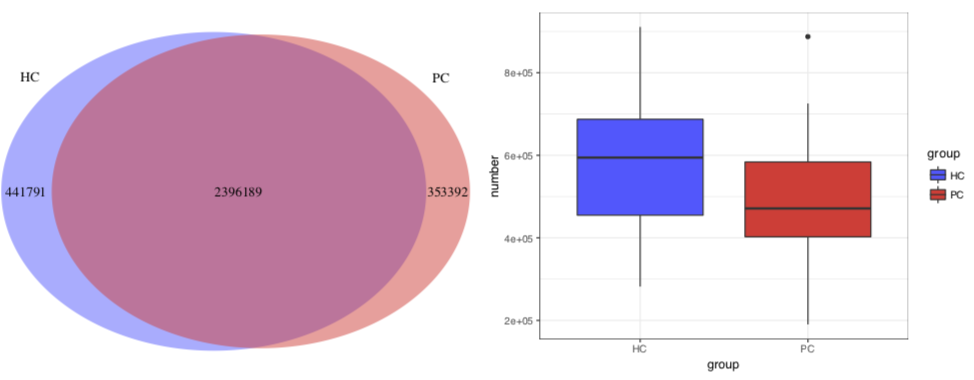 HC
PC
441791
2396189
353392
number
8e+05
6e+05
4e+05
2e+05
HC
PC
group
group
HC
PC